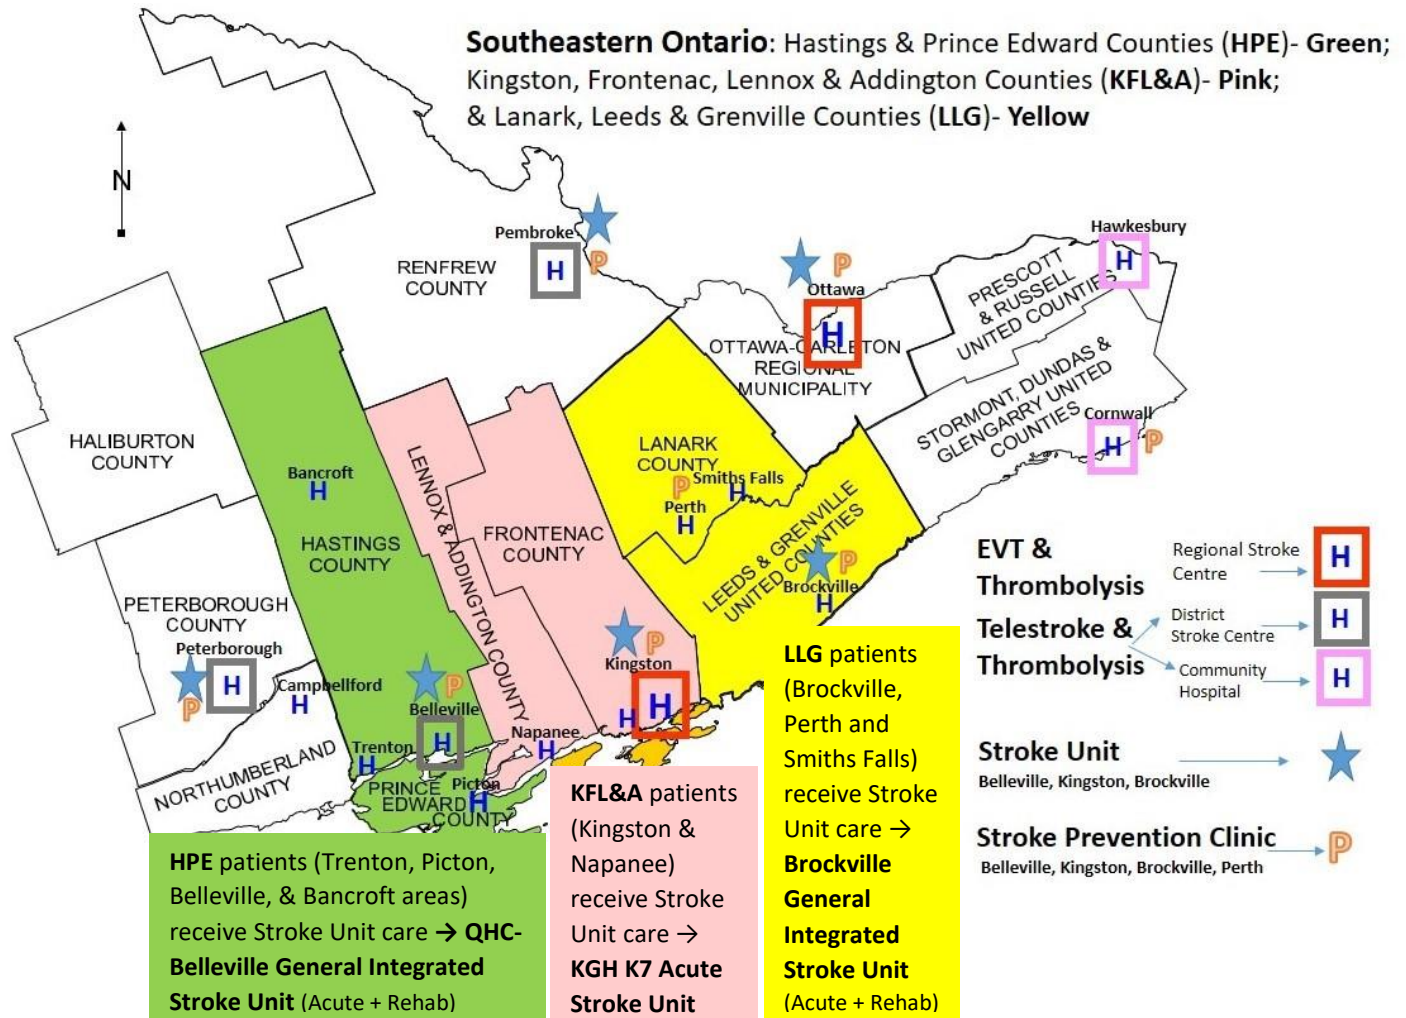 Southeastern Ontario: Hastings & Prince Edward Counties (HPE)- Green;
Kingston, Frontenac, Lennox & Addington Counties (KFL&A)- Pink;
& Lanark, Leeds & Grenville Counties (LLG)- Yellow
N
Pembroke
P
H
RENFREW
COUNTY
P
Ottawa
H
OTTAWA-CARLETON
REGIONAL
MUNICIPALITY
Hawkesbury
H
PRESCOTT
& RUSSELL
UNITED COUNTIES
STORMONT, DUNDAS &
GLENGARRY UNITED
COUNTIES
Cornwall
H
P
HALIBURTON
COUNTY
Bancroft
H
HASTINGS
COUNTY
LENNOX & ADDINGTON COUNTY
FRONTENAC
COUNTY
LANARK
COUNTY
P
Smiths Falls
H
Perth
H
LEEDS & GRENVILLE
UNITED COUNTIES
P
Brockville
H
PETERBOROUGH
COUNTY
Peterborough
H
P
Campbellford
H
NORTHUMBERLAND
COUNTY
P
Belleville
H
Trenton
H
Napanee
H
P
Kingston
H
H
Picton
H
PRINCE
EDWARD
COUNTY
EVT &
Thrombolysis
Regional Stroke
Centre
H
Telestroke &
Thrombolysis
District
Stroke Centre
H
Community
Hospital
H
Stroke Unit
Belleville, Kingston, Brockville
Stroke Prevention Clinic
P
Belleville, Kingston, Brockville, Perth
HPE patients (Trenton, Picton,
Belleville, & Bancroft areas)
receive Stroke Unit care → QHC-
Belleville General Integrated
Stroke Unit (Acute + Rehab)
KFL&A patients
(Kingston &
Napanee)
receive Stroke
Unit care →
KGH K7 Acute
Stroke Unit
LLG patients
(Brockville,
Perth and
Smiths Falls)
receive Stroke
Unit care →
Brockville
General
Integrated
Stroke Unit
(Acute + Rehab)